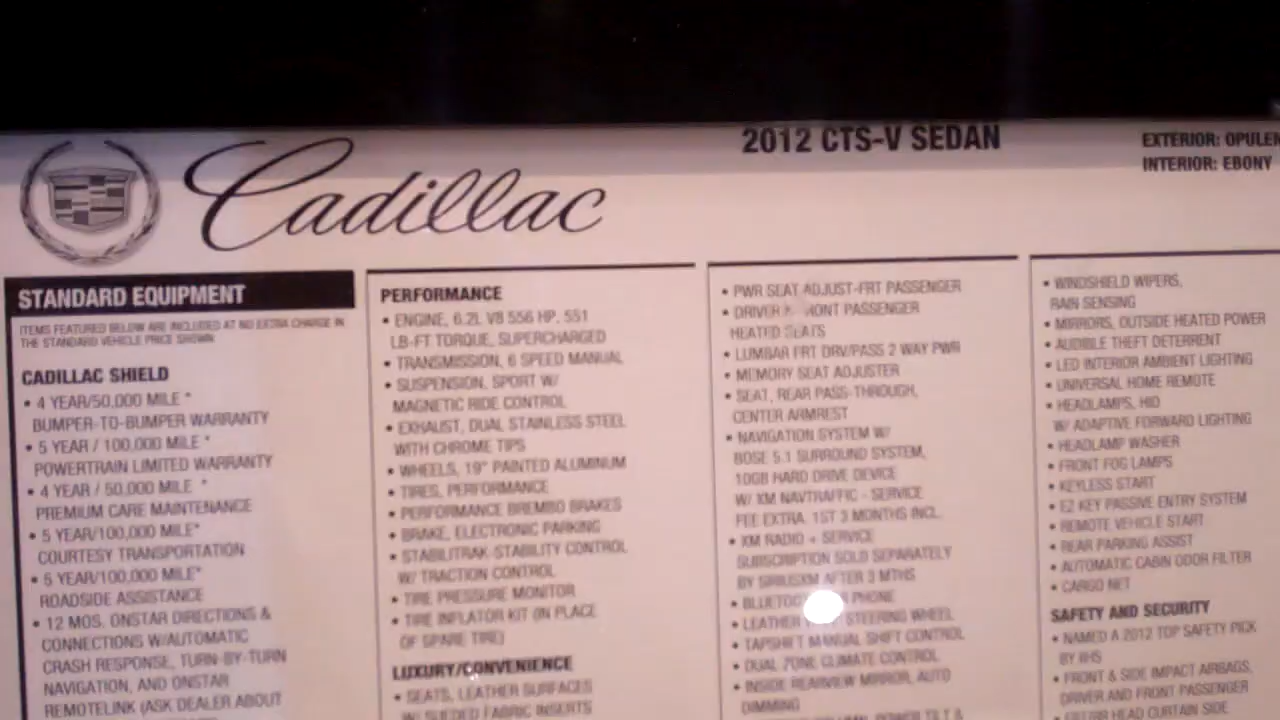 Cadillac
2012 CTS-V SEDAN
EXTERIOR: OPULEN
INTERIOR: EBONY
STANDARD EQUIPMENT
ITEMS FEATURED BELOW ARE INCLUDED AT NO EXTRA CHARGE IN
THE STANDARD VEHICLE PRICE SHOWN
CADILLAC SHIELD
• 4 YEAR/50,000 MILE *
BUMPER-TO-BUMPER WARRANTY
• 5 YEAR / 100,000 MILE *
POWERTRAIN LIMITED WARRANTY
• 4 YEAR / 50,000 MILE *
PREMIUM CARE MAINTENANCE
• 5 YEAR/100,000 MILE*
COURTESY TRANSPORTATION
• 5 YEAR/100,000 MILE*
ROADSIDE ASSISTANCE
• 12 MOS. ONSTAR DIRECTIONS &
CONNECTIONS W/AUTOMATIC
CRASH RESPONSE, TURN-BY-TURN
NAVIGATION, AND ONSTAR
REMOTELINK (ASK DEALER ABOUT
PERFORMANCE
• ENGINE, 6.2L V8 556 HP, 551
LB-FT TORQUE, SUPERCHARGED
• TRANSMISSION, 6 SPEED MANUAL
• SUSPENSION, SPORT W/
MAGNETIC RIDE CONTROL
• EXHAUST, DUAL STAINLESS STEEL
WITH CHROME TIPS
• WHEELS, 19" PAINTED ALUMINUM
• TIRES, PERFORMANCE
• PERFORMANCE BREMBO BRAKES
• BRAKE, ELECTRONIC PARKING
• STABILITRAK-STABILITY CONTROL
W/ TRACTION CONTROL
• TIRE PRESSURE MONITOR
• TIRE INFLATOR KIT (IN PLACE
OF SPARE TIRE)
LUXURY/CONVENIENCE
• SEATS, LEATHER SURFACES
W/ SUEDED FABRIC INSERTS
• PWR SEAT ADJUST-FRT PASSENGER
• DRIVER FRONT PASSENGER
HEATED SEATS
• LUMBAR FRT DRV/PASS 2 WAY PWR
• MEMORY SEAT ADJUSTER
• SEAT, REAR PASS-THROUGH,
CENTER ARMREST
• NAVIGATION SYSTEM W/
BOSE 5.1 SURROUND SYSTEM,
10GB HARD DRIVE DEVICE
W/ XM NAVTRAFFIC - SERVICE
FEE EXTRA. 1ST 3 MONTHS INCL.
• XM RADIO + SERVICE
SUBSCRIPTION SOLD SEPARATELY
BY SIRIUSXM AFTER 3 MTHS
• BLUETOOTH PHONE
• LEATHER STEERING WHEEL
• TAPSHIFT MANUAL SHIFT CONTROL
• DUAL ZONE CLIMATE CONTROL
• INSIDE REARVIEW MIRROR, AUTO
DIMMING
• WINDSHIELD WIPERS,
RAIN SENSING
• MIRRORS, OUTSIDE HEATED POWER
• AUDIBLE THEFT DETERRENT
• LED INTERIOR AMBIENT LIGHTING
• UNIVERSAL HOME REMOTE
• HEADLAMPS, HID
W/ ADAPTIVE FORWARD LIGHTING
• HEADLAMP WASHER
• FRONT FOG LAMPS
• KEYLESS START
• EZ KEY PASSIVE ENTRY SYSTEM
• REMOTE VEHICLE START
• REAR PARKING ASSIST
• AUTOMATIC CABIN ODOR FILTER
• CARGO NET
SAFETY AND SECURITY
• NAMED A 2012 TOP SAFETY PICK
BY IIHS
• FRONT & SIDE IMPACT AIRBAGS,
DRIVER AND FRONT PASSENGER
HEAD CURTAIN SIDE